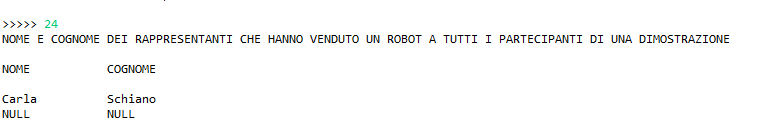 >>>>> 24
NOME E COGNOME DEI RAPPRESENTANTI CHE HANNO VENDUTO UN ROBOT A TUTTI I PARTECIPANTI DI UNA DIMOSTRAZIONE
NOME COGNOME
Carla Schiano
NULL NULL